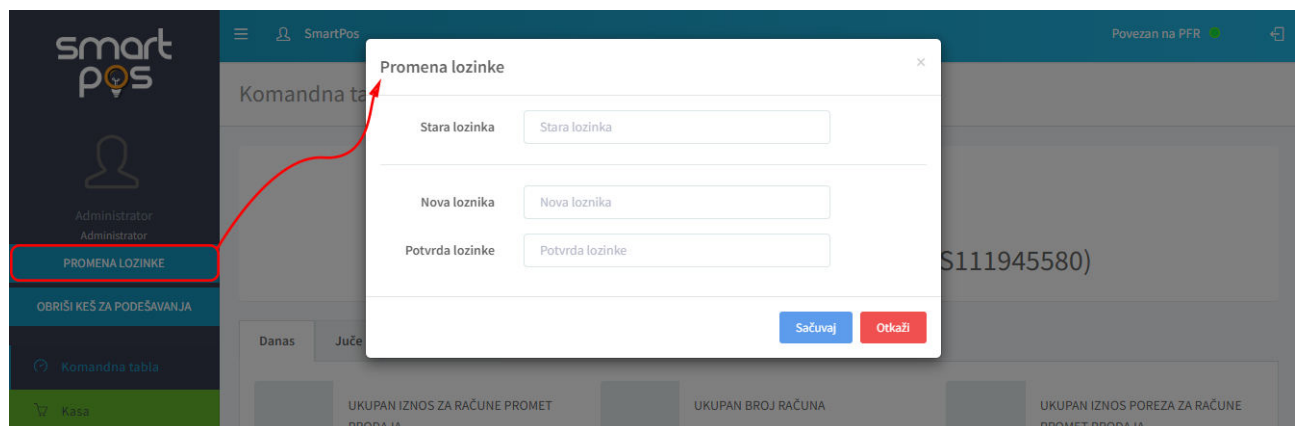 smart
pos
SmartPos
Povezan na PFR
Komandna ta
Promena lozinke
×
Stara lozinka
Stara lozinka
Nova loznika
Nova loznika
Potvrda lozinke
Potvrda lozinke
Sačuvaj
Otkaži
Administrator
Administrator
PROMENA LOZINKE
OBRIŠI KEŠ ZA PODEŠAVANJA
Komandna tabla
Kasa
S111945580)
Danas
Juče
UKUPAN IZNOS ZA RAČUNE PROMET
PRODAJA
UKUPAN BROJ RAČUNA
UKUPAN IZNOS POREZA ZA RAČUNE
PROMET PRODAJA